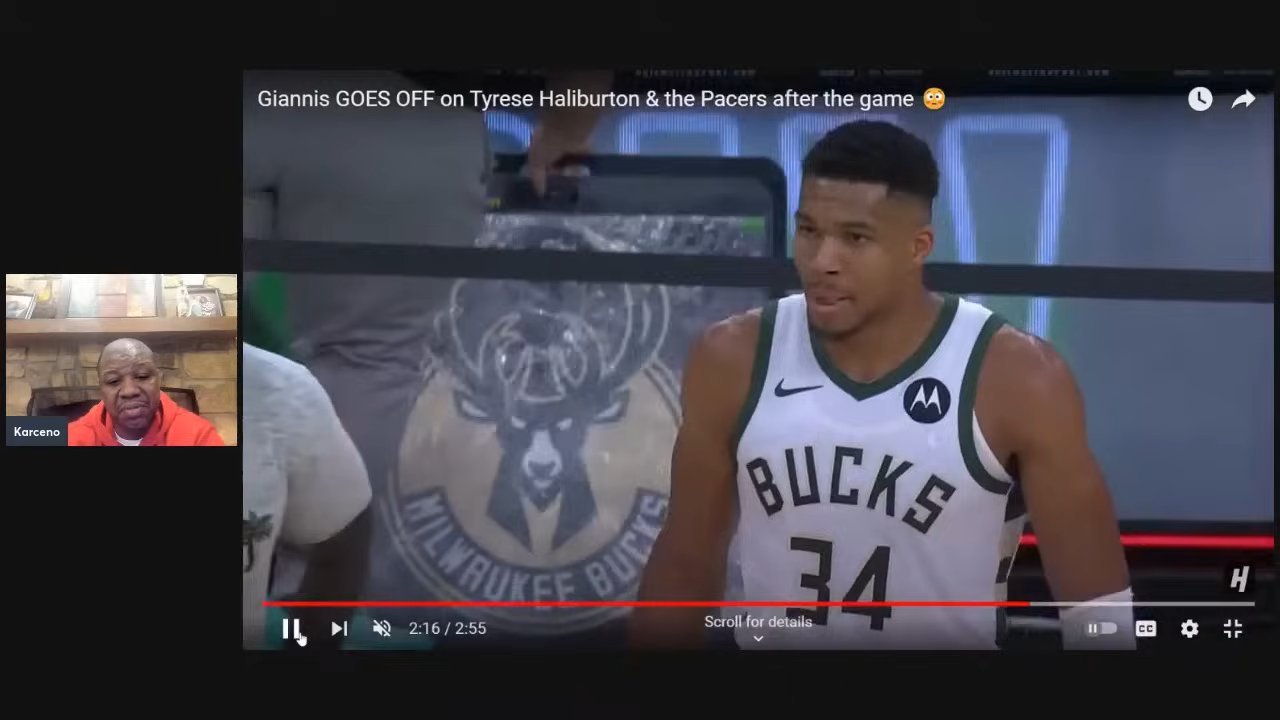 Giannis GOES OFF on Tyrese Haliburton & the Pacers after the game 😳
MILWAUKEE BUCKS
BUCKS
34
H
Karceno
2:16 / 2:55
Scroll for details
CC